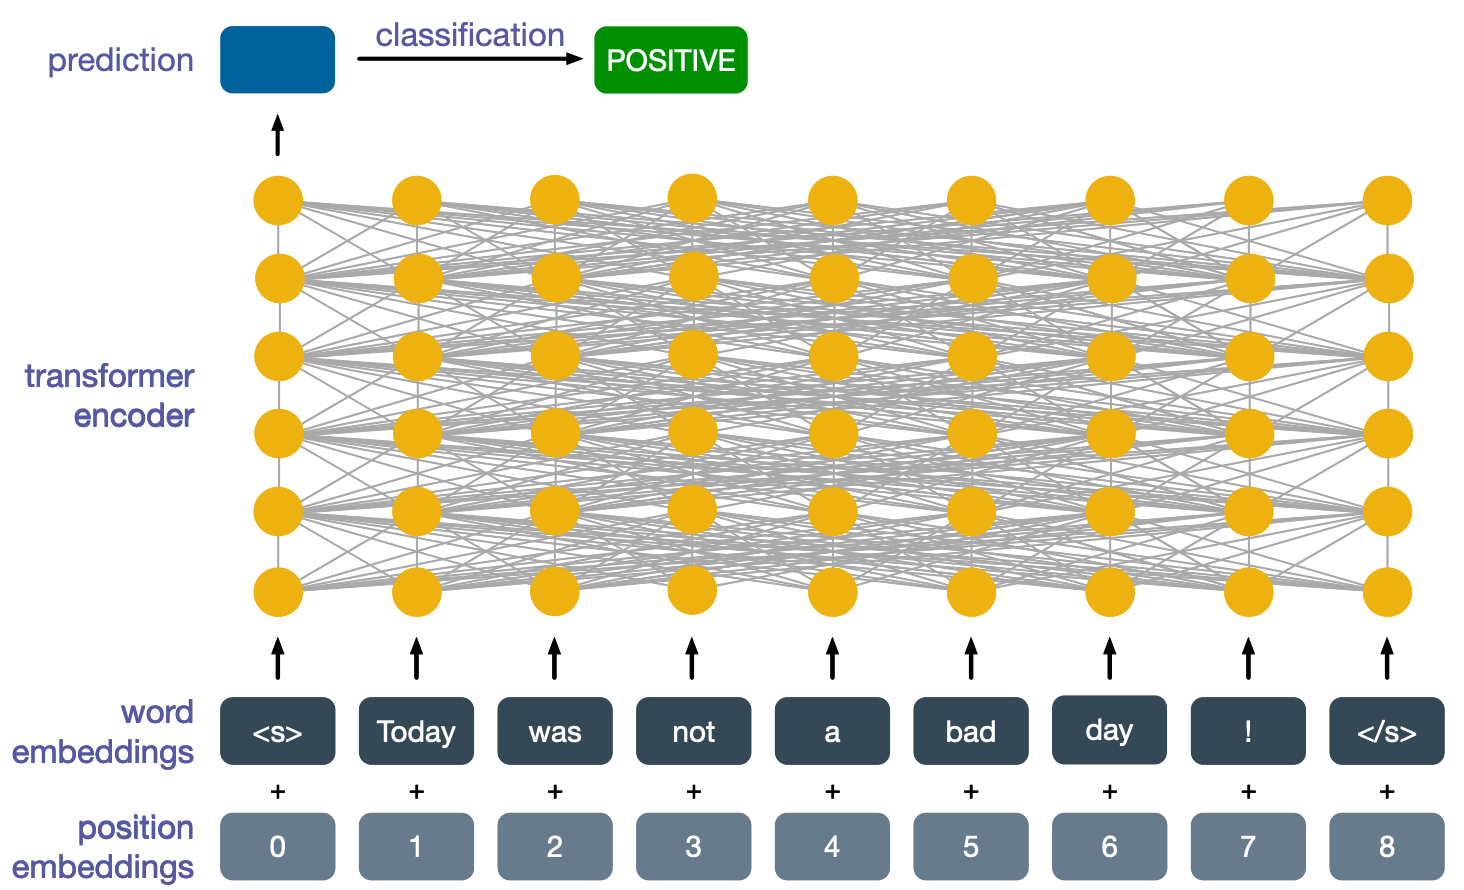 prediction
classification
POSITIVE
transformer
encoder
word
embeddings
<s> Today was not a bad day ! </s>
+ + + + + + + + +
position
embeddings
0 1 2 3 4 5 6 7 8